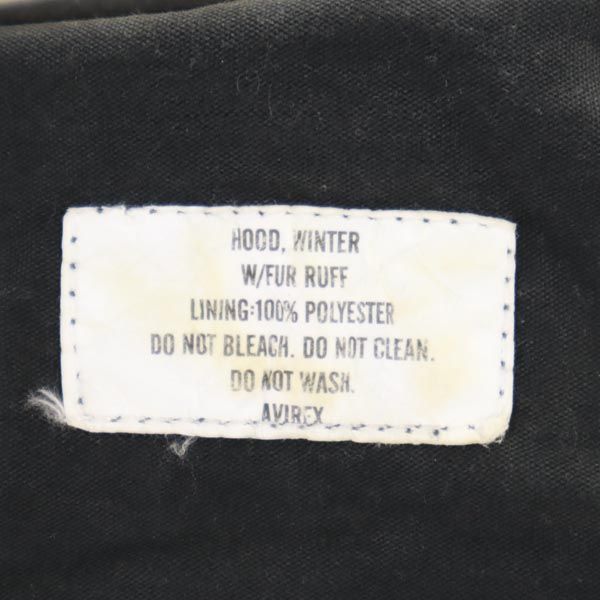 HOOD, WINTER
W/FUR RUFF
LINING:100% POLYESTER
DO NOT BLEACH. DO NOT CLEAN.
DO NOT WASH.
AVIREX